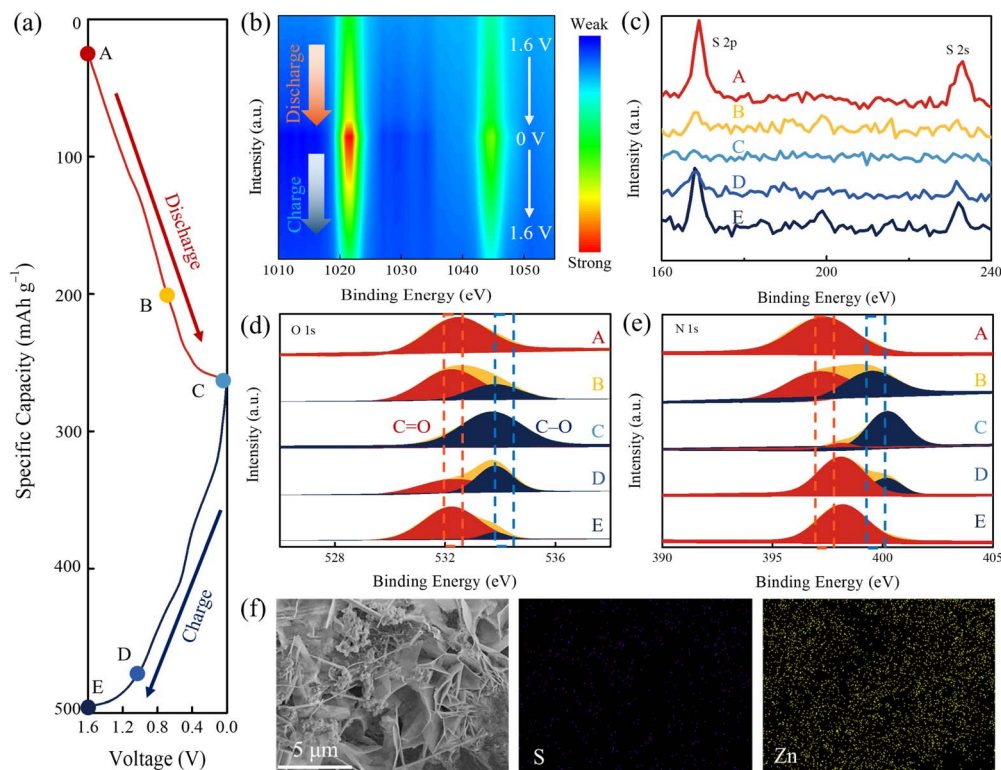 (a)
0
100
200
300
400
500
Specific Capacity (mAh g⁻¹)
1.6 1.2 0.8 0.4 0.0
Voltage (V)
A
B
C
D
E
Discharge
Charge
(b)
Intensity (a.u.)
Discharge
Charge
1.6 V
0 V
1.6 V
1010 1020 1030 1040 1050
Binding Energy (eV)
Weak
Strong
(c)
Intensity (a.u.)
S 2p
S 2s
A
B
C
D
E
160 180 200 220 240
Binding Energy (eV)
(d)
O 1s
Intensity (a.u.)
A
B
C=O
C–O
C
D
E
528 532 536
Binding Energy (eV)
(e)
N 1s
Intensity (a.u.)
A
B
C
D
E
390 395 400 405
Binding Energy (eV)
(f)
5 μm
S
Zn